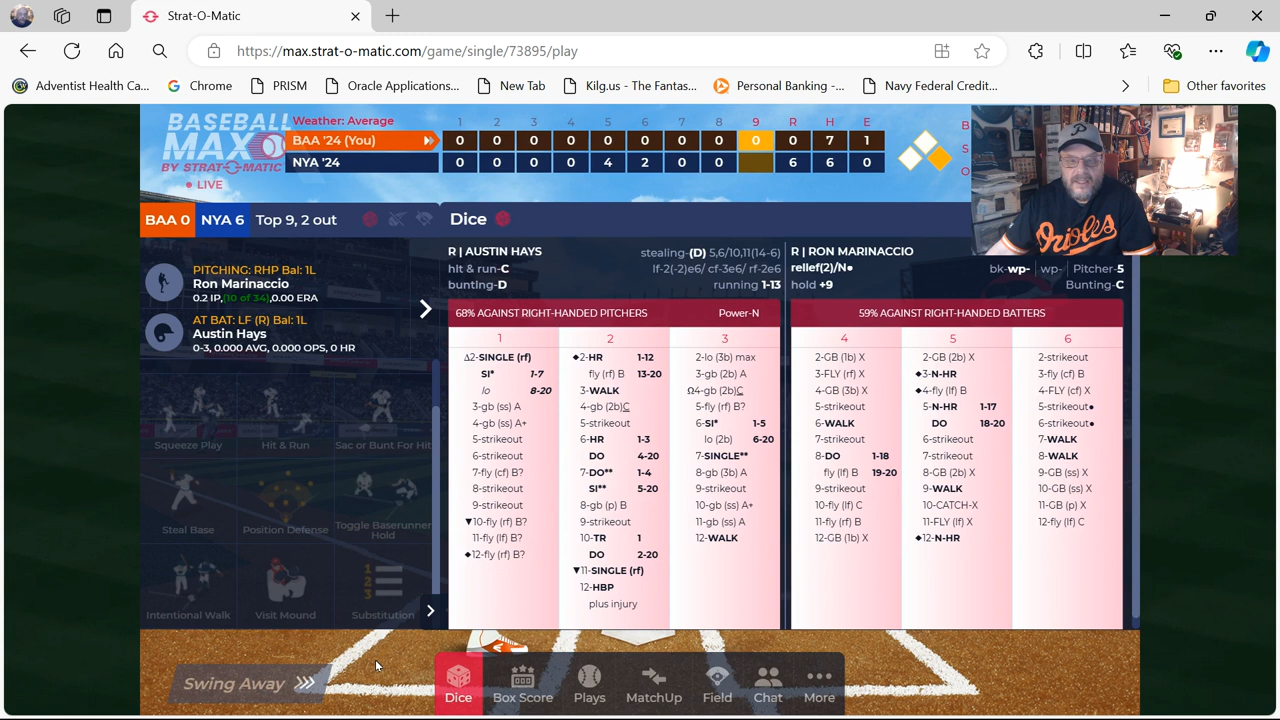 Strat-O-Matic
https://max.strat-o-matic.com/game/single/73895/play
Adventist Health Ca...
Chrome
PRISM
Oracle Applications...
New Tab
Kilg.us - The Fantas...
Personal Banking -...
Navy Federal Credit...
Other favorites
BASEBALL
MAX
BY STRAT-O-MATIC
LIVE
Weather: Average 1 2 3 4 5 6 7 8 9 R H E
BAA '24 (You) 0 0 0 0 0 0 0 0 0 0 7 1
NYA '24 0 0 0 0 4 2 0 0 6 6 0
B
S
O
Orioles
BAA 0 NYA 6 Top 9, 2 out
Dice
PITCHING: RHP Bal: 1L
Ron Marinaccio
0.2 IP,(10 of 34),0.00 ERA
AT BAT: LF (R) Bal: 1L
Austin Hays
0-3, 0.000 AVG, 0.000 OPS, 0 HR
Squeeze Play Hit & Run Sac or Bunt For Hit
Steal Base Position Defense Toggle Baserunner Hold
Intentional Walk Visit Mound Substitution
R | AUSTIN HAYS stealing-(D) 5,6/10,11(14-6)
hit & run-C lf-2(-2)e6/ cf-3e6/ rf-2e6
bunting-D running 1-13
68% AGAINST RIGHT-HANDED PITCHERS Power-N
1
Δ2-SINGLE (rf)
SI* 1-7
lo 8-20
3-gb (ss) A
4-gb (ss) A+
5-strikeout
6-strikeout
7-fly (cf) B?
8-strikeout
9-strikeout
▼10-fly (rf) B?
11-fly (lf) B?
◆12-fly (rf) B?
2
◆2-HR 1-12
fly (rf) B 13-20
3-WALK
4-gb (2b)C
5-strikeout
6-HR 1-3
DO 4-20
7-DO** 1-4
SI** 5-20
8-gb (p) B
9-strikeout
10-TR 1
DO 2-20
▼11-SINGLE (rf)
12-HBP
plus injury
3
2-lo (3b) max
3-gb (2b) A
Ω4-gb (2b)C
5-fly (rf) B?
6-SI* 1-5
lo (2b) 6-20
7-SINGLE**
8-gb (3b) A
9-strikeout
10-gb (ss) A+
11-gb (ss) A
12-WALK
R | RON MARINACCIO
relief(2)/N● bk-wp- wp- Pitcher-5
hold +9 Bunting-C
59% AGAINST RIGHT-HANDED BATTERS
4
2-GB (1b) X
3-FLY (rf) X
4-GB (3b) X
5-strikeout
6-WALK
7-strikeout
8-DO 1-18
fly (lf) B 19-20
9-strikeout
10-fly (lf) C
11-fly (rf) B
12-GB (1b) X
5
2-GB (2b) X
◆3-N-HR
◆4-fly (lf) B
5-N-HR 1-17
DO 18-20
6-strikeout
7-strikeout
8-GB (2b) X
9-WALK
10-CATCH-X
11-FLY (lf) X
◆12-N-HR
6
2-strikeout
3-fly (cf) B
4-FLY (cf) X
5-strikeout●
6-strikeout●
7-WALK
8-WALK
9-GB (ss) X
10-GB (ss) X
11-GB (p) X
12-fly (lf) C
Swing Away
Dice Box Score Plays MatchUp Field Chat More